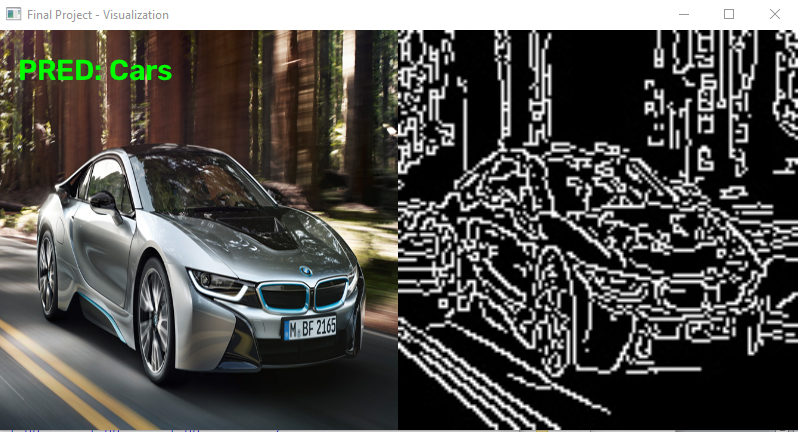 Final Project - Visualization
PRED: Cars
M BF 2165